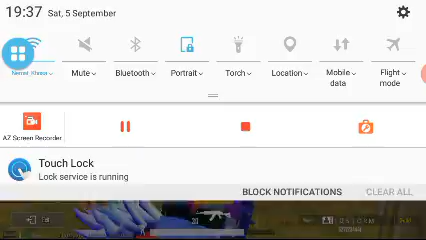 19:37 Sat, 5 September
Mute
Bluetooth
Portrait
Torch
Location
Mobile data
Flight mode
AZ Screen Recorder
Touch Lock
Lock service is running
BLOCK NOTIFICATIONS CLEAR ALL
Exit